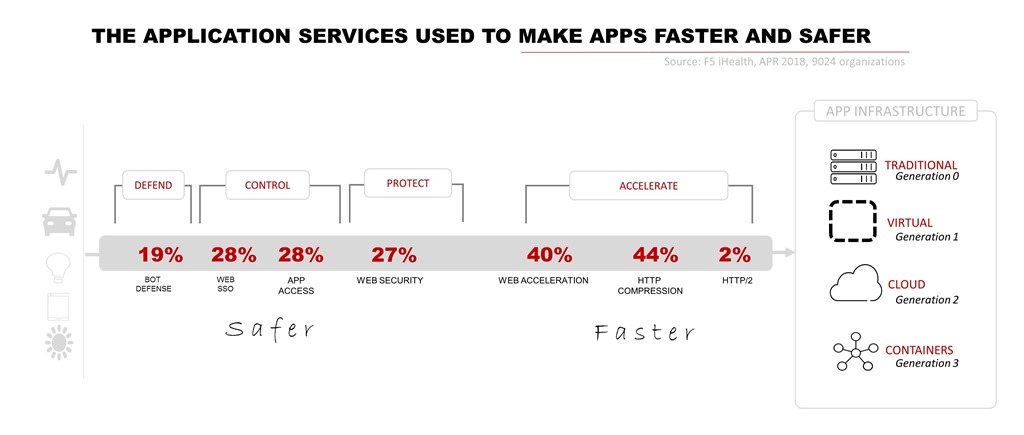 THE APPLICATION SERVICES USED TO MAKE APPS FASTER AND SAFER
Source: F5 iHealth, APR 2018, 9024 organizations
APP INFRASTRUCTURE
DEFEND
CONTROL
PROTECT
ACCELERATE
19%
28%
28%
27%
40%
44%
2%
BOT
DEFENSE
WEB
SSO
APP
ACCESS
WEB SECURITY
WEB ACCELERATION
HTTP
COMPRESSION
HTTP/2
Safer
Faster
TRADITIONAL
Generation 0
VIRTUAL
Generation 1
CLOUD
Generation 2
CONTAINERS
Generation 3